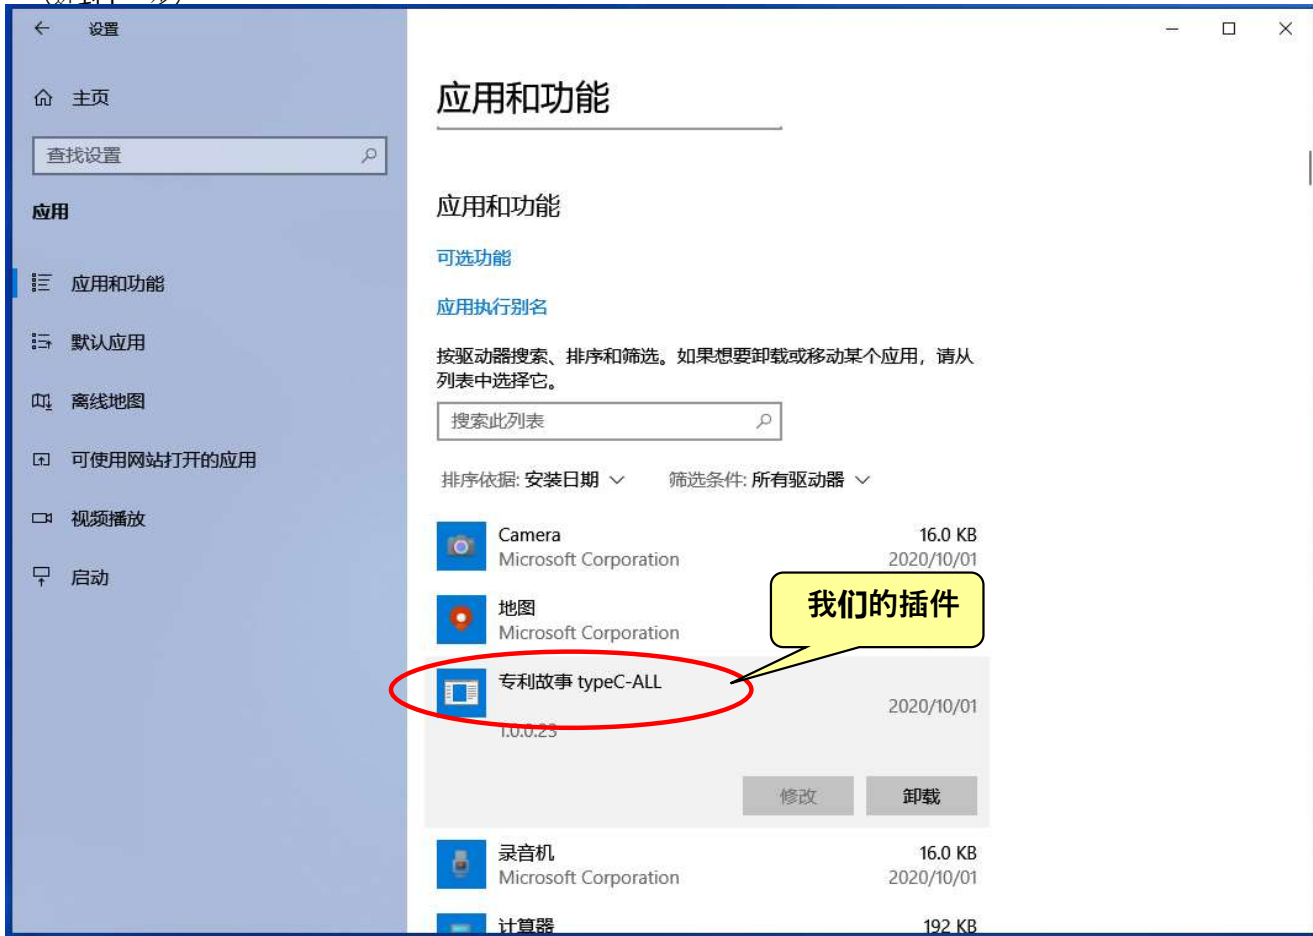 设置
主页
查找设置
应用
应用和功能
默认应用
离线地图
可使用网站打开的应用
视频播放
启动
应用和功能
应用和功能
可选功能
应用执行别名
按驱动器搜索、排序和筛选。如果想要卸载或移动某个应用，请从
列表中选择它。
搜索此列表
排序依据: 安装日期 筛选条件: 所有驱动器
Camera 16.0 KB
Microsoft Corporation 2020/10/01
我们的插件
地图
Microsoft Corporation
专利故事 typeC-ALL
2020/10/01
1.0.0.23
修改 卸载
录音机 16.0 KB
Microsoft Corporation 2020/10/01
计算器 192 KB